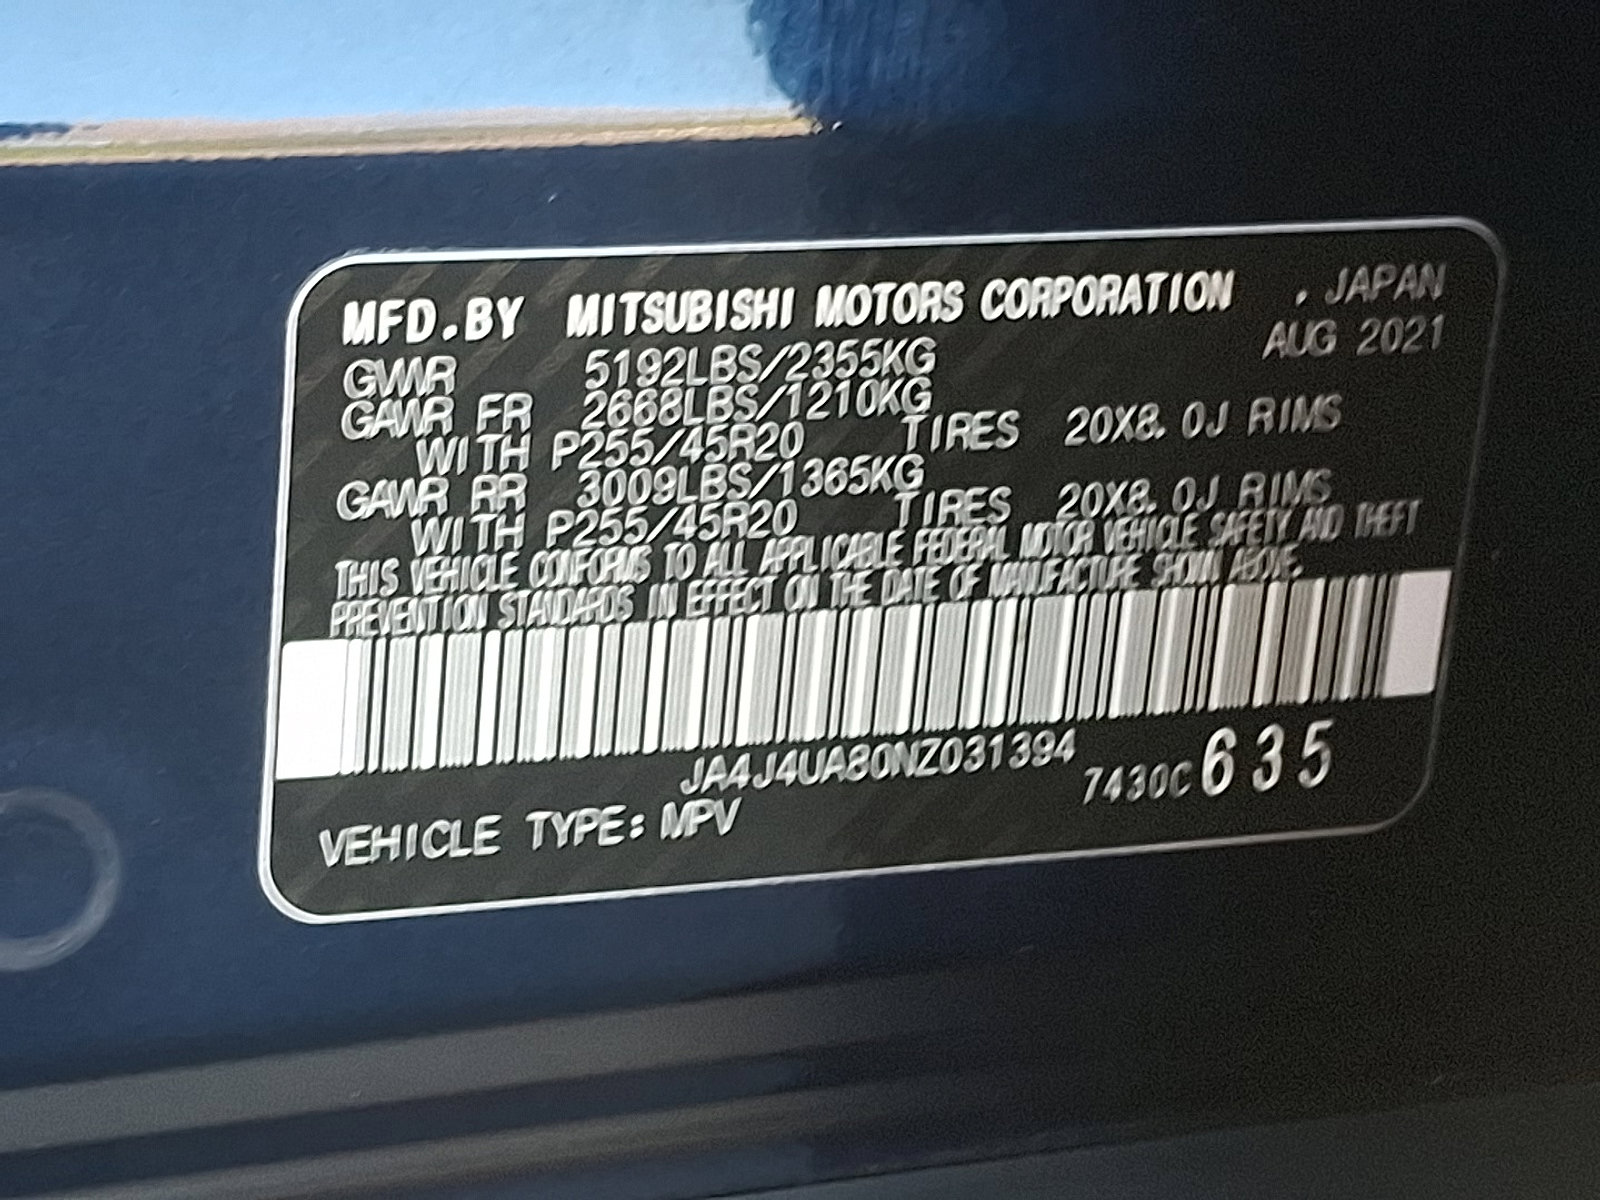 MFD.BY MITSUBISHI MOTORS CORPORATION , JAPAN
AUG 2021
GVWR 5192LBS/2355KG
GAWR FR 2668LBS/1210KG
WITH P255/45R20 TIRES 20X8.0J RIMS
GAWR RR 3009LBS/1365KG
WITH P255/45R20 TIRES 20X8.0J RIMS
THIS VEHICLE CONFORMS TO ALL APPLICABLE FEDERAL MOTOR VEHICLE SAFETY AND THEFT
PREVENTION STANDARDS IN EFFECT ON THE DATE OF MANUFACTURE SHOWN ABOVE.
JA4J4UA80NZ031394
7430C635
VEHICLE TYPE: MPV